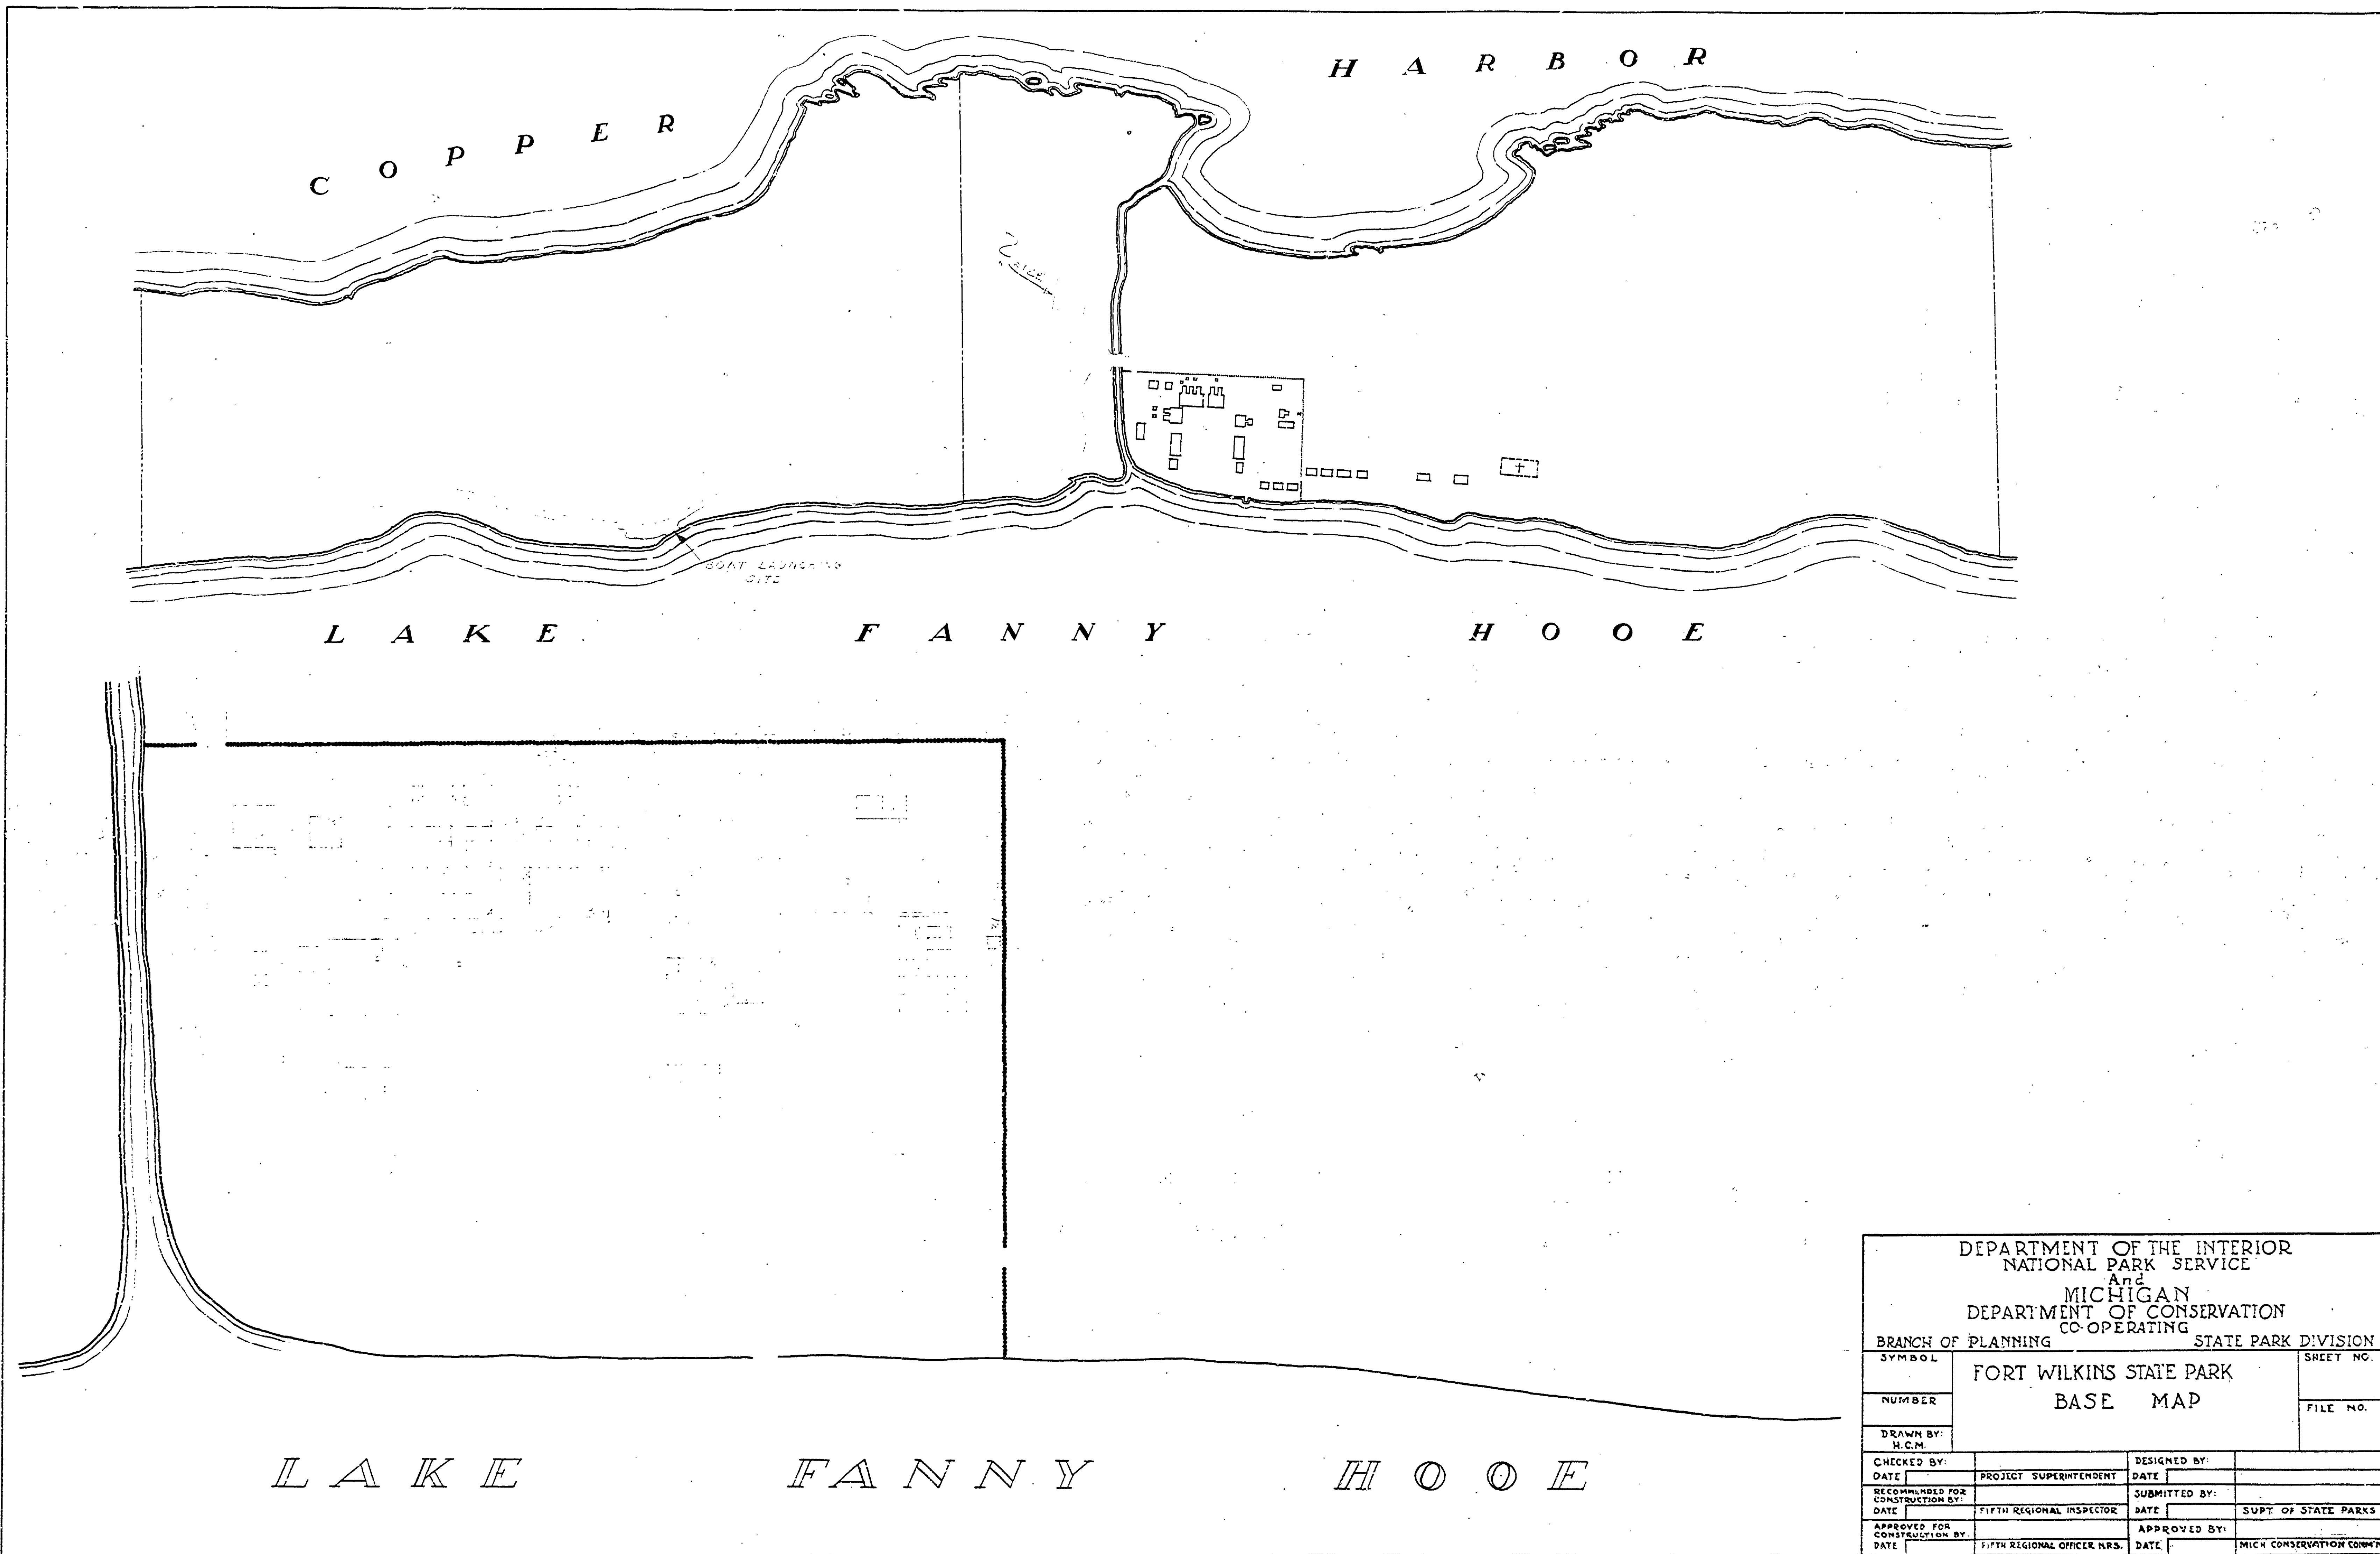 COPPER HARBOR
BOAT LAUNCHING
SITE
LAKE FANNY HOOE
LAKE FANNY HOOE
DEPARTMENT OF THE INTERIOR
NATIONAL PARK SERVICE
And
MICHIGAN
DEPARTMENT OF CONSERVATION
CO-OPERATING
BRANCH OF PLANNING STATE PARK DIVISION
SYMBOL
FORT WILKINS STATE PARK
SHEET NO.
NUMBER
BASE MAP
FILE NO.
DRAWN BY:
H.C.M.
CHECKED BY: DESIGNED BY:
DATE PROJECT SUPERINTENDENT DATE
RECOMMENDED FOR
CONSTRUCTION BY: SUBMITTED BY:
DATE FIFTH REGIONAL INSPECTOR DATE SUPT. OF STATE PARKS
APPROVED FOR
CONSTRUCTION BY. APPROVED BY:
DATE FIFTH REGIONAL OFFICER N.P.S. DATE MICH CONSERVATION COMM'